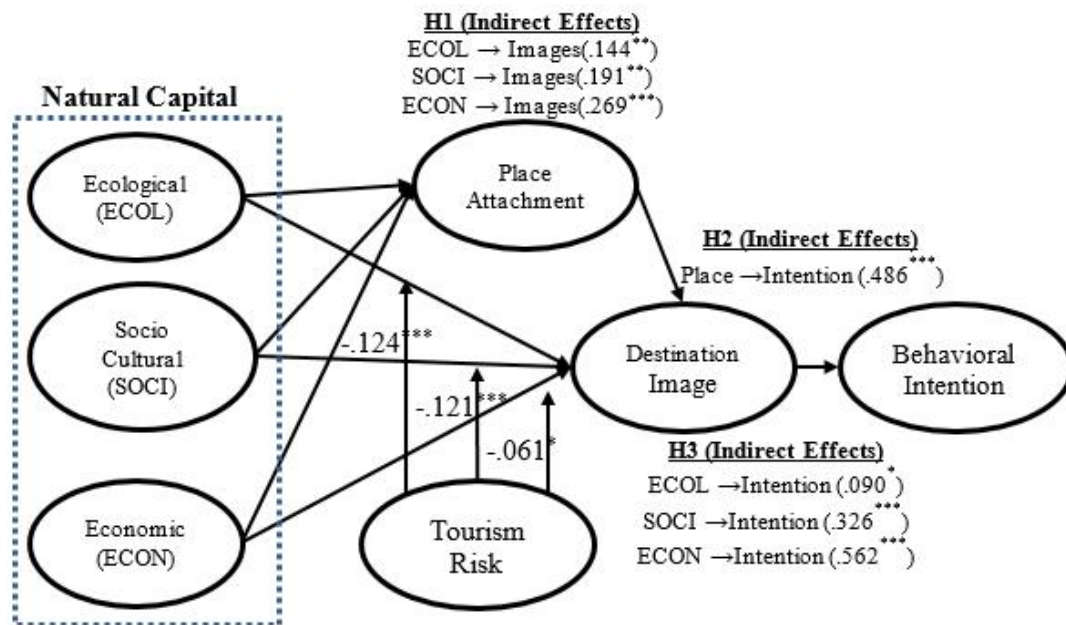 H1 (Indirect Effects)
ECOL → Images(.144**)
SOCI → Images(.191**)
ECON → Images(.269***)
Natural Capital
Ecological
(ECOL)
Place
Attachment
H2 (Indirect Effects)
Place →Intention (.486***)
Socio
Cultural
(SOCI)
-.124***
-.121***
-.061*
Destination
Image
Behavioral
Intention
H3 (Indirect Effects)
ECOL →Intention (.090*)
SOCI →Intention (.326***)
ECON →Intention (.562***)
Economic
(ECON)
Tourism
Risk